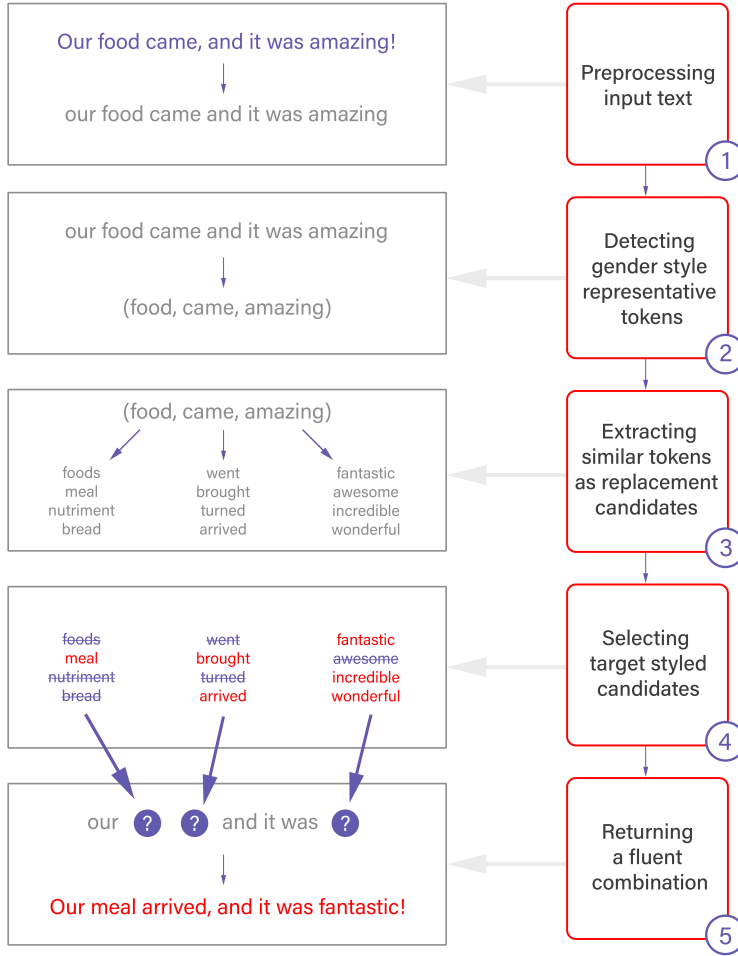 Our food came, and it was amazing!
our food came and it was amazing
Preprocessing
input text
1
our food came and it was amazing
(food, came, amazing)
Detecting
gender style
representative
tokens
2
(food, came, amazing)
foods went fantastic
meal brought awesome
nutriment turned incredible
bread arrived wonderful
Extracting
similar tokens
as replacement
candidates
3
foods went fantastic
meal brought awesome
nutriment turned incredible
bread arrived wonderful
Selecting
target styled
candidates
4
our ? ? and it was ?
Our meal arrived, and it was fantastic!
Returning
a fluent
combination
5